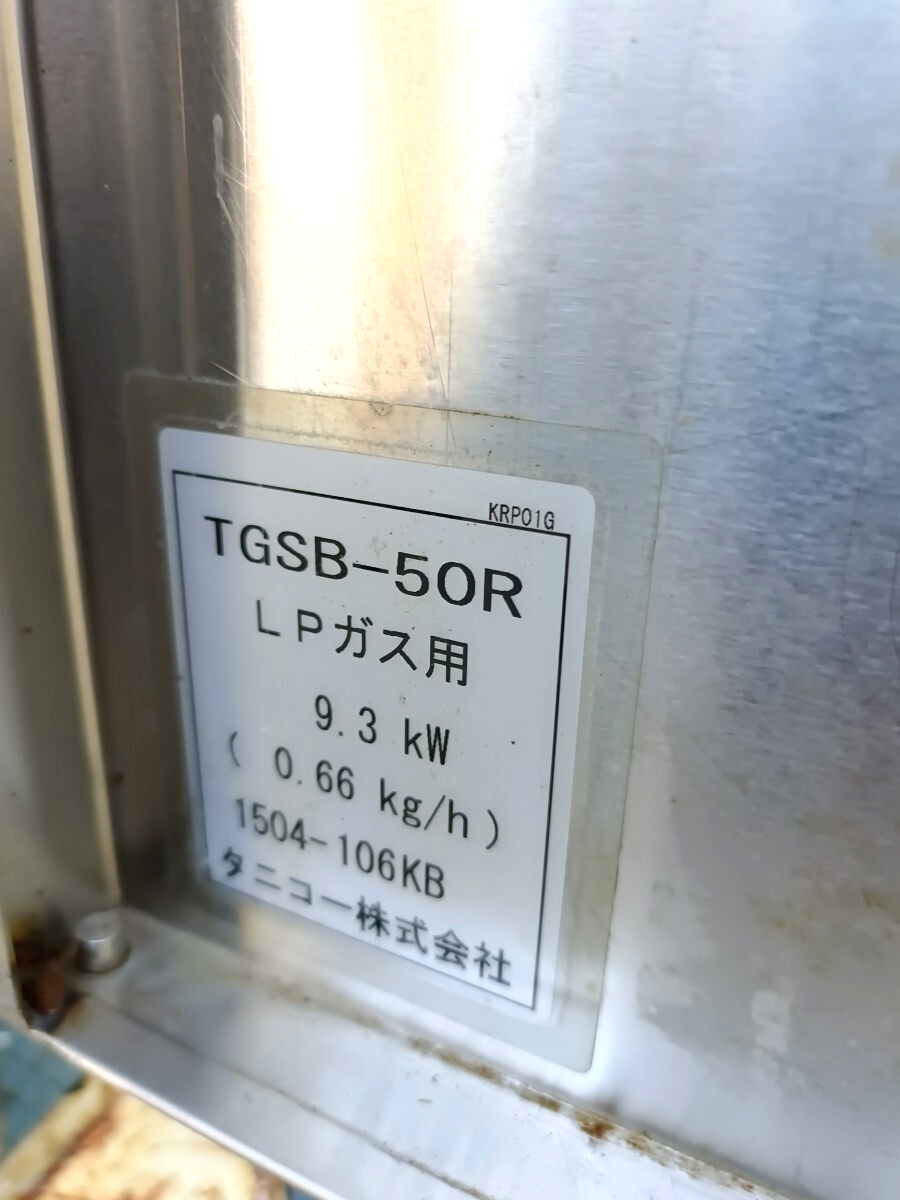 KRP01G
TGSB-50R
LPガス用
9.3 kW
( 0.66 kg/h )
1504-106KB
タニコー株式会社